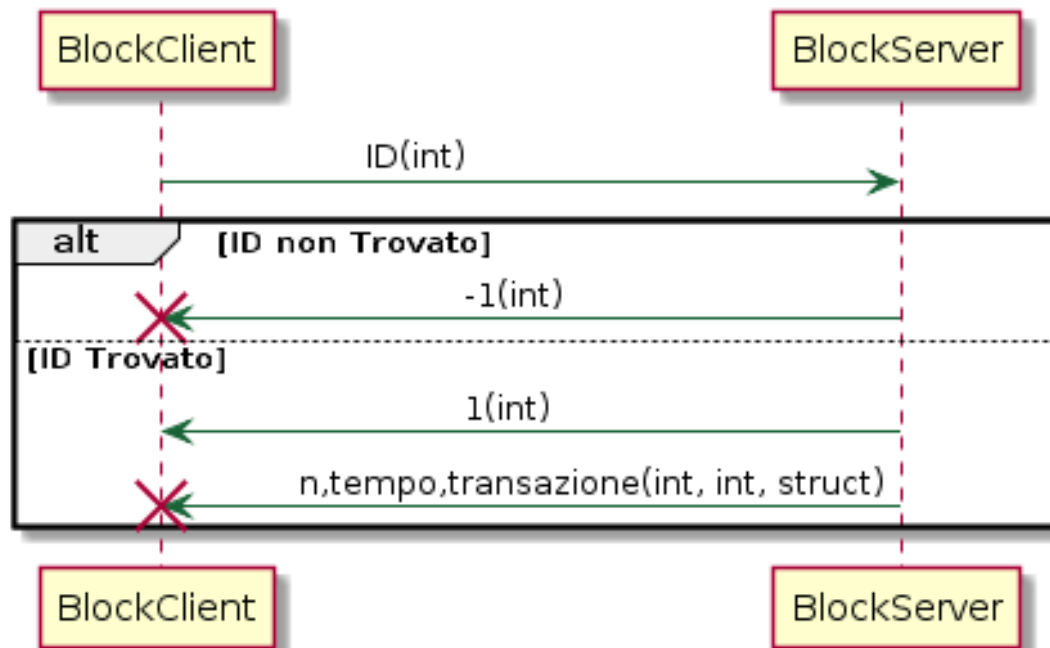 BlockClient
BlockServer
ID(int)
alt
[ID non Trovato]
-1(int)
[ID Trovato]
1(int)
n,tempo,transazione(int, int, struct)
BlockClient
BlockServer